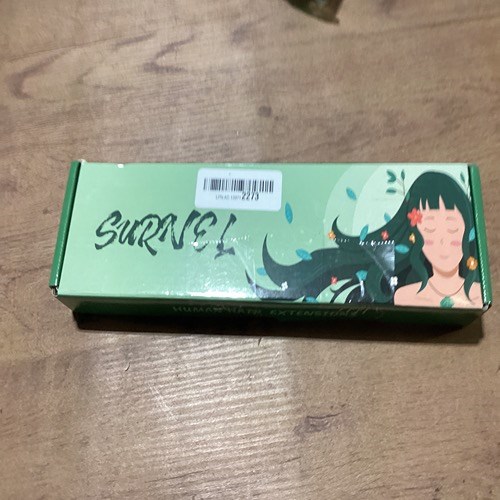 2273
SURNEL
HUMAN HAIR EXTENSIONS